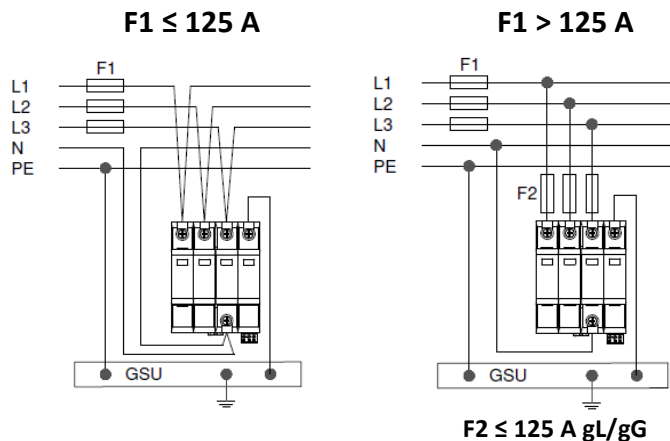 F1 ≤ 125 A
F1
L1
L2
L3
N
PE
GSU
F1 > 125 A
F1
L1
L2
L3
N
PE
F2
GSU
F2 ≤ 125 A gL/gG